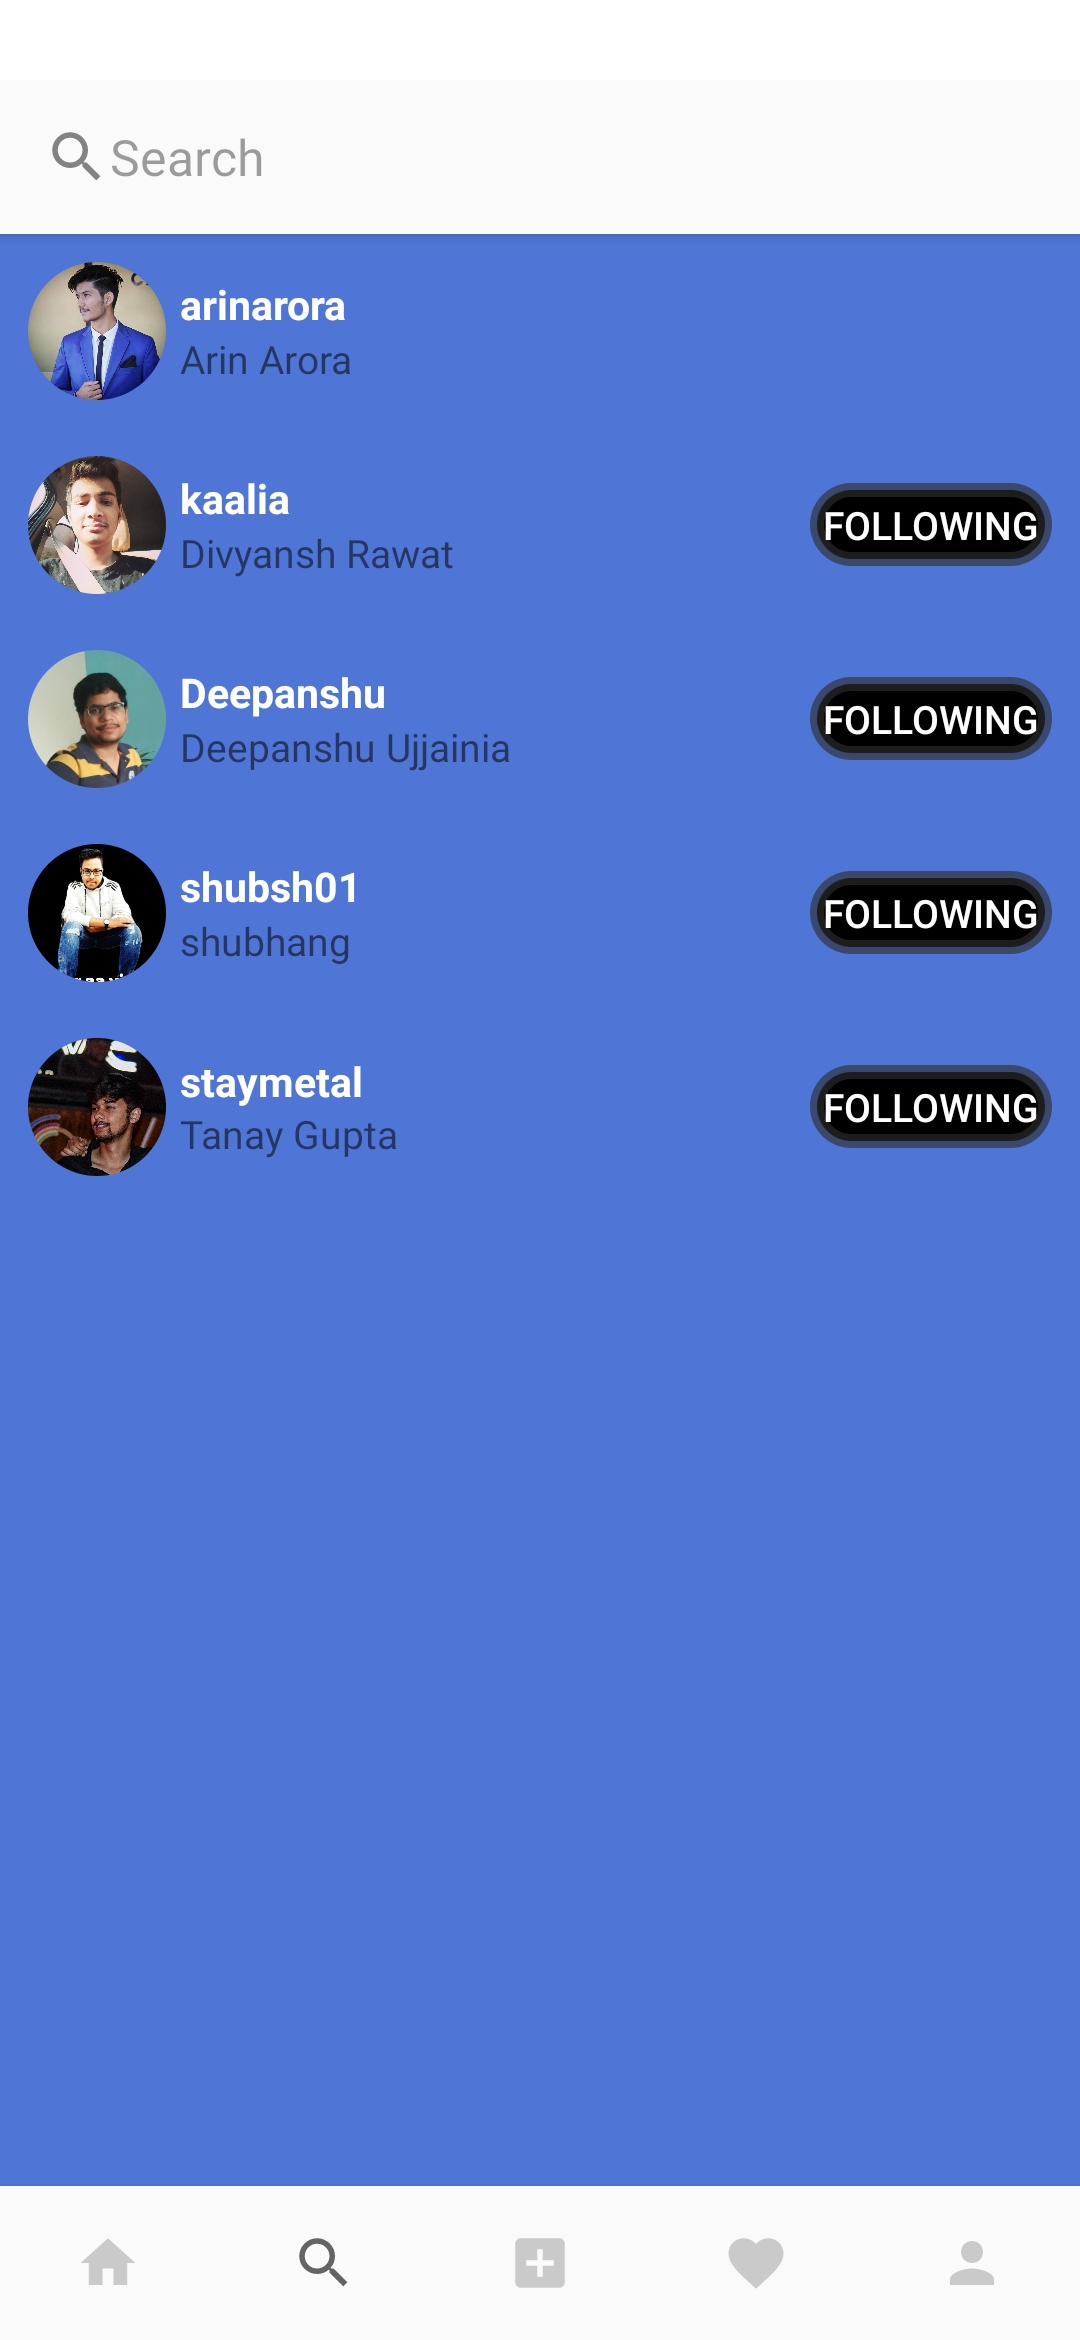 Search
arinarora
Arin Arora
kaalia
Divyansh Rawat
FOLLOWING
Deepanshu
Deepanshu Ujjainia
FOLLOWING
shubsh01
shubhang
FOLLOWING
staymetal
Tanay Gupta
FOLLOWING